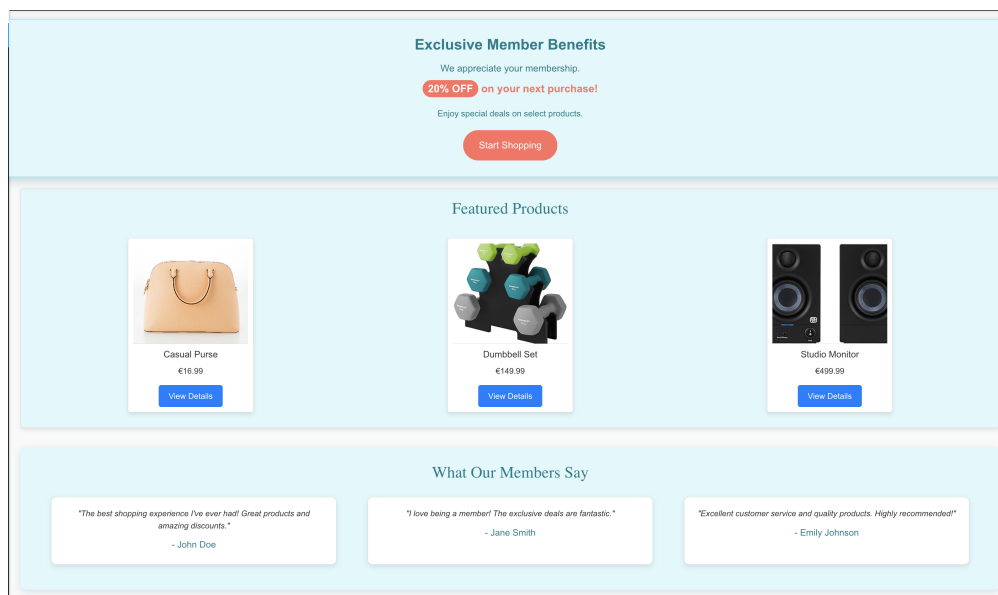 Exclusive Member Benefits
We appreciate your membership.
20% OFF on your next purchase!
Enjoy special deals on select products.
Start Shopping
Featured Products
Casual Purse
€16.99
View Details
Dumbbell Set
€149.99
View Details
Studio Monitor
€499.99
View Details
What Our Members Say
"The best shopping experience I've ever had! Great products and
amazing discounts."
- John Doe
"I love being a member! The exclusive deals are fantastic."
- Jane Smith
"Excellent customer service and quality products. Highly recommended!"
- Emily Johnson